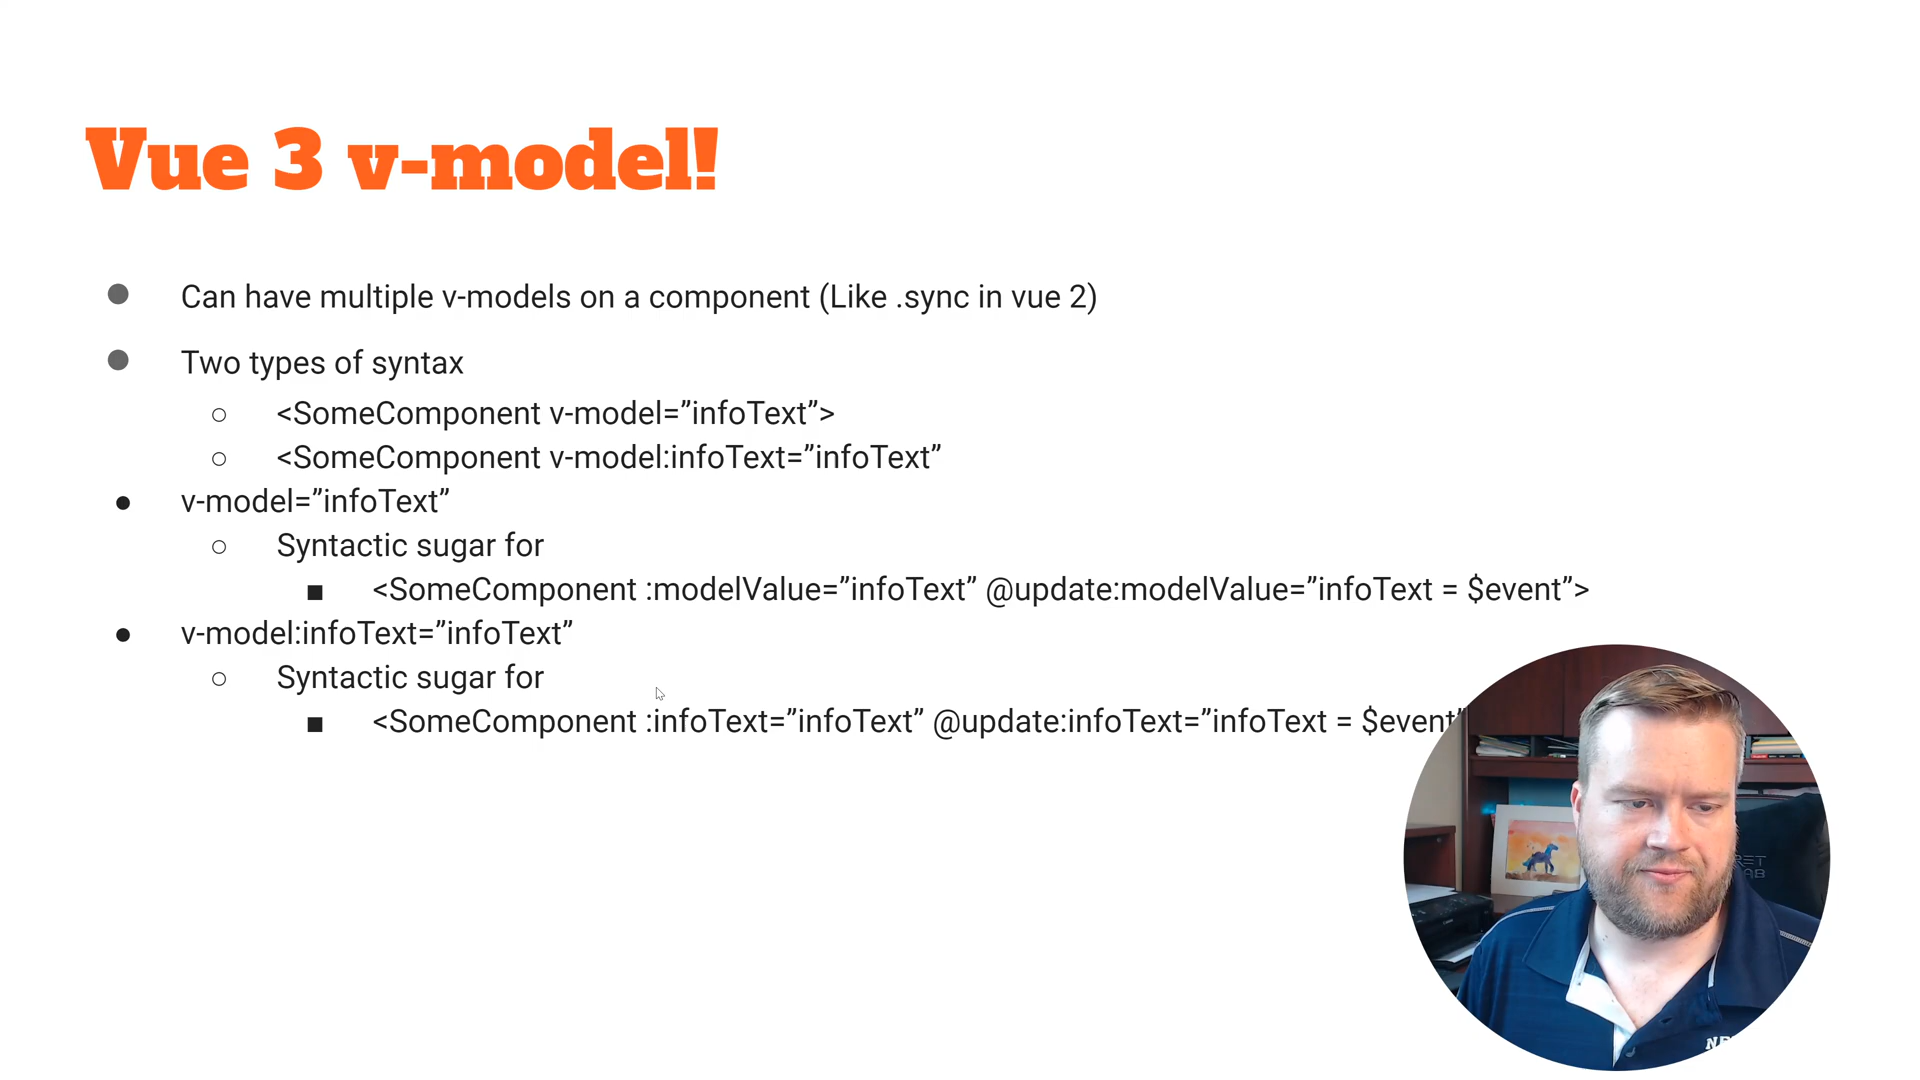 Vue 3 v-model!
Can have multiple v-models on a component (Like .sync in vue 2)
Two types of syntax
<SomeComponent v-model=”infoText”>
<SomeComponent v-model:infoText=”infoText”
v-model=”infoText”
Syntactic sugar for
<SomeComponent :modelValue=”infoText” @update:modelValue=”infoText = $event”>
v-model:infoText=”infoText”
Syntactic sugar for
<SomeComponent :infoText=”infoText” @update:infoText=”infoText = $event”